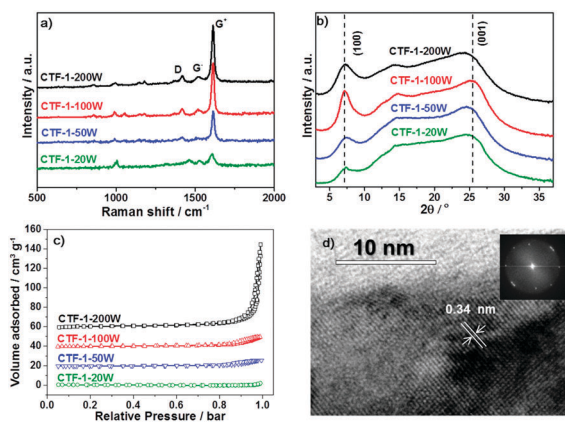 a)
Intensity / a.u.
CTF-1-200W
CTF-1-100W
CTF-1-50W
CTF-1-20W
D
G-
G+
500
1000
1500
2000
Raman shift / cm-1
b)
Intensity / a.u.
(100)
(001)
CTF-1-200W
CTF-1-100W
CTF-1-50W
CTF-1-20W
10
20
30
2θ / °
c)
Volume adsorbed / cm3 g-1
160
140
120
100
80
60
40
20
0
CTF-1-200W
CTF-1-100W
CTF-1-50W
CTF-1-20W
0.0
0.2
0.4
0.6
0.8
1.0
Relative Pressure / bar
d)
10 nm
0.34 nm